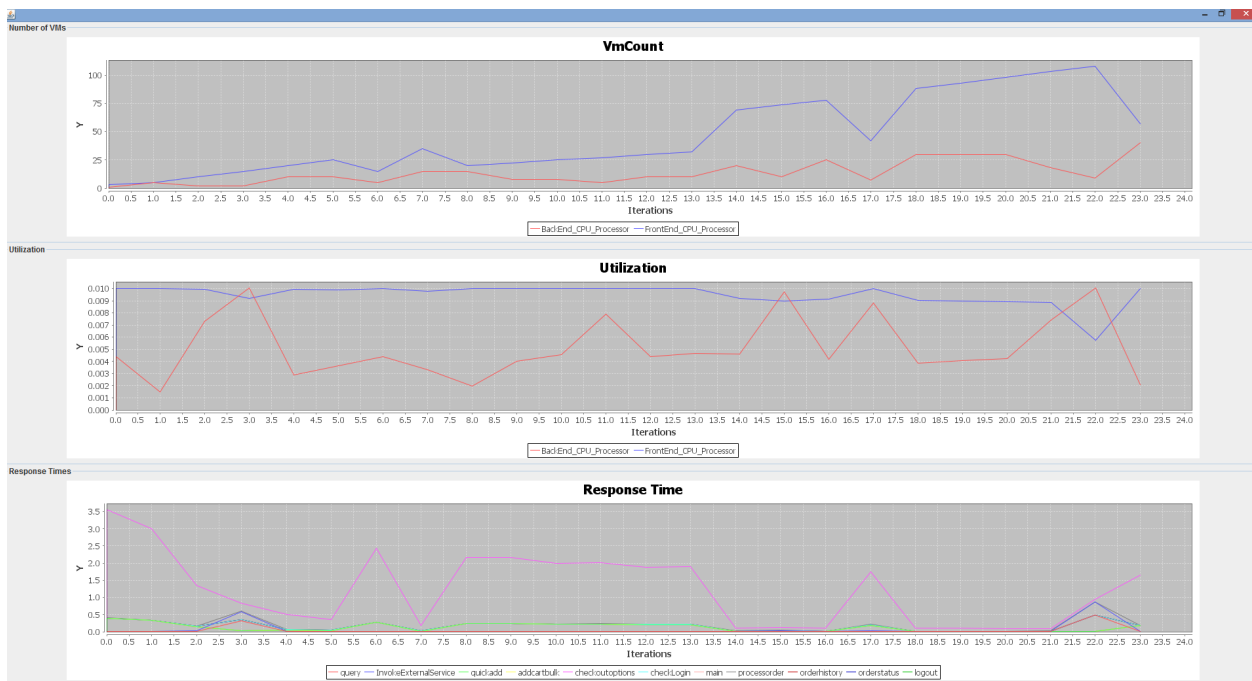 Number of VMs
VmCount
100
75
50
25
0
Y
0.0 0.5 1.0 1.5 2.0 2.5 3.0 3.5 4.0 4.5 5.0 5.5 6.0 6.5 7.0 7.5 8.0 8.5 9.0 9.5 10.0 10.5 11.0 11.5 12.0 12.5 13.0 13.5 14.0 14.5 15.0 15.5 16.0 16.5 17.0 17.5 18.0 18.5 19.0 19.5 20.0 20.5 21.0 21.5 22.0 22.5 23.0 23.5 24.0
Iterations
BackEnd_CPU_Processor FrontEnd_CPU_Processor
Utilization
Utilization
0.010
0.009
0.008
0.007
0.006
0.005
0.004
0.003
0.002
0.001
0.000
Y
0.0 0.5 1.0 1.5 2.0 2.5 3.0 3.5 4.0 4.5 5.0 5.5 6.0 6.5 7.0 7.5 8.0 8.5 9.0 9.5 10.0 10.5 11.0 11.5 12.0 12.5 13.0 13.5 14.0 14.5 15.0 15.5 16.0 16.5 17.0 17.5 18.0 18.5 19.0 19.5 20.0 20.5 21.0 21.5 22.0 22.5 23.0 23.5 24.0
Iterations
BackEnd_CPU_Processor FrontEnd_CPU_Processor
Response Times
Response Time
3.5
3.0
2.5
2.0
1.5
1.0
0.5
0.0
Y
0.0 0.5 1.0 1.5 2.0 2.5 3.0 3.5 4.0 4.5 5.0 5.5 6.0 6.5 7.0 7.5 8.0 8.5 9.0 9.5 10.0 10.5 11.0 11.5 12.0 12.5 13.0 13.5 14.0 14.5 15.0 15.5 16.0 16.5 17.0 17.5 18.0 18.5 19.0 19.5 20.0 20.5 21.0 21.5 22.0 22.5 23.0 23.5 24.0
Iterations
query InvokeExternalService quickadd addcartbulk checkoutoptions checkLogin main processorder orderhistory orderstatus logout